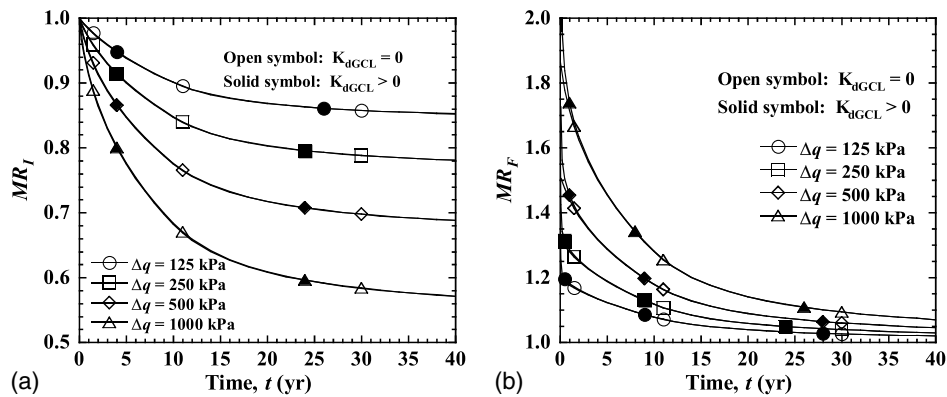 1.0
0.9
0.8
0.7
0.6
0.5
MR_I
Open symbol: K_dGCL = 0
Solid symbol: K_dGCL > 0
Δq = 125 kPa
Δq = 250 kPa
Δq = 500 kPa
Δq = 1000 kPa
0 5 10 15 20 25 30 35 40
Time, t (yr)
(a)
2.0
1.8
1.6
1.4
1.2
1.0
MR_F
Open symbol: K_dGCL = 0
Solid symbol: K_dGCL > 0
Δq = 125 kPa
Δq = 250 kPa
Δq = 500 kPa
Δq = 1000 kPa
0 5 10 15 20 25 30 35 40
Time, t (yr)
(b)